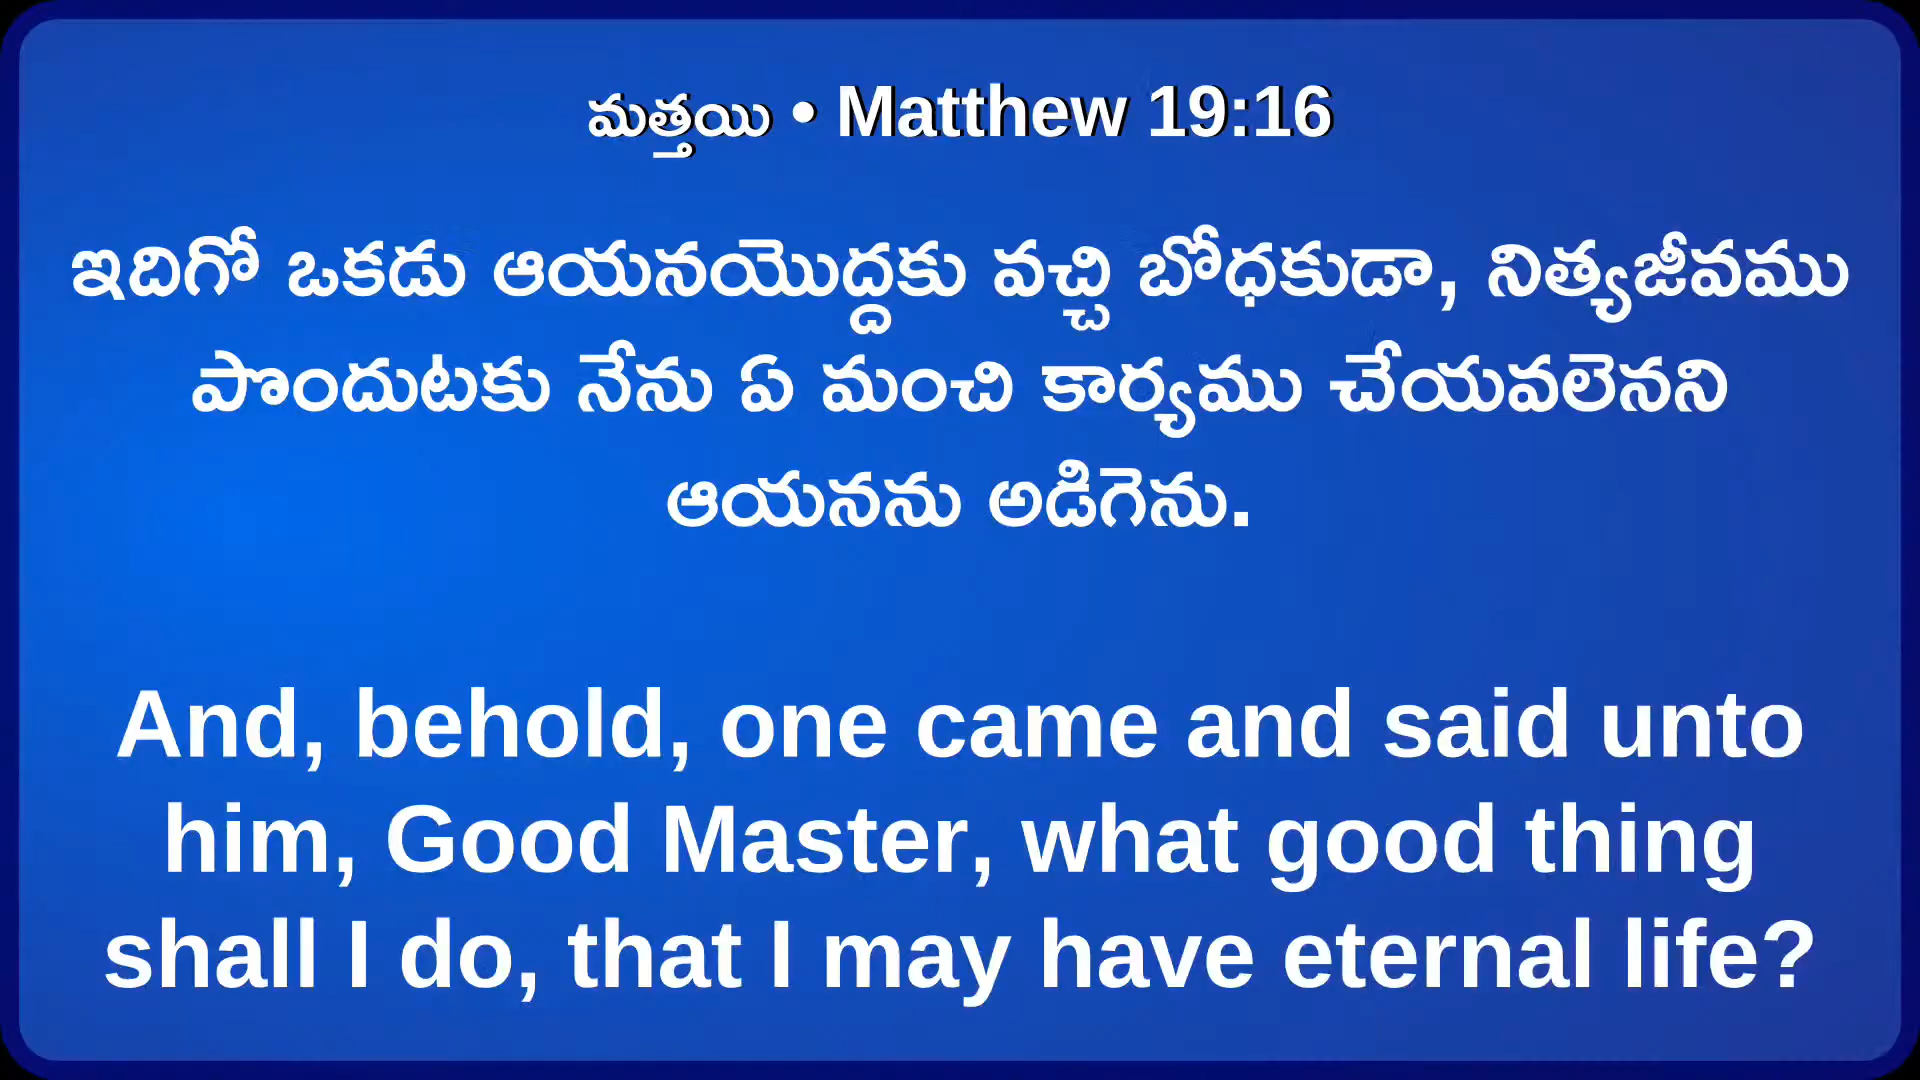 మత్తయి • Matthew 19:16
ఇదిగో ఒకడు ఆయనయొద్దకు వచ్చి బోధకుడా, నిత్యజీవము
పొందుటకు నేను ఏ మంచి కార్యము చేయవలెనని
ఆయనను అడిగెను.
And, behold, one came and said unto
him, Good Master, what good thing
shall I do, that I may have eternal life?